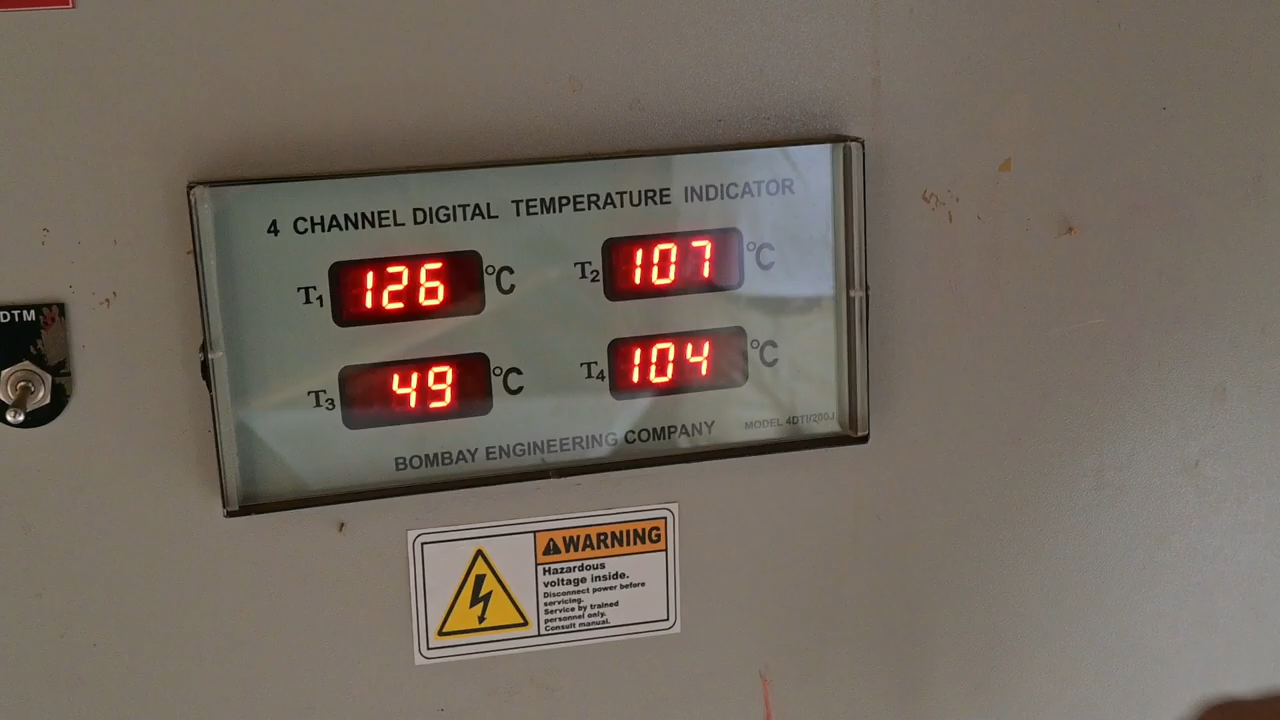 4 CHANNEL DIGITAL TEMPERATURE INDICATOR
T1 126 °C T2 107 °C
T3 49 °C T4 104 °C
BOMBAY ENGINEERING COMPANY MODEL 4DTI/200J
DTM
WARNING
Hazardous
voltage inside.
Disconnect power before
servicing.
Service by trained
personnel only.
Consult manual.